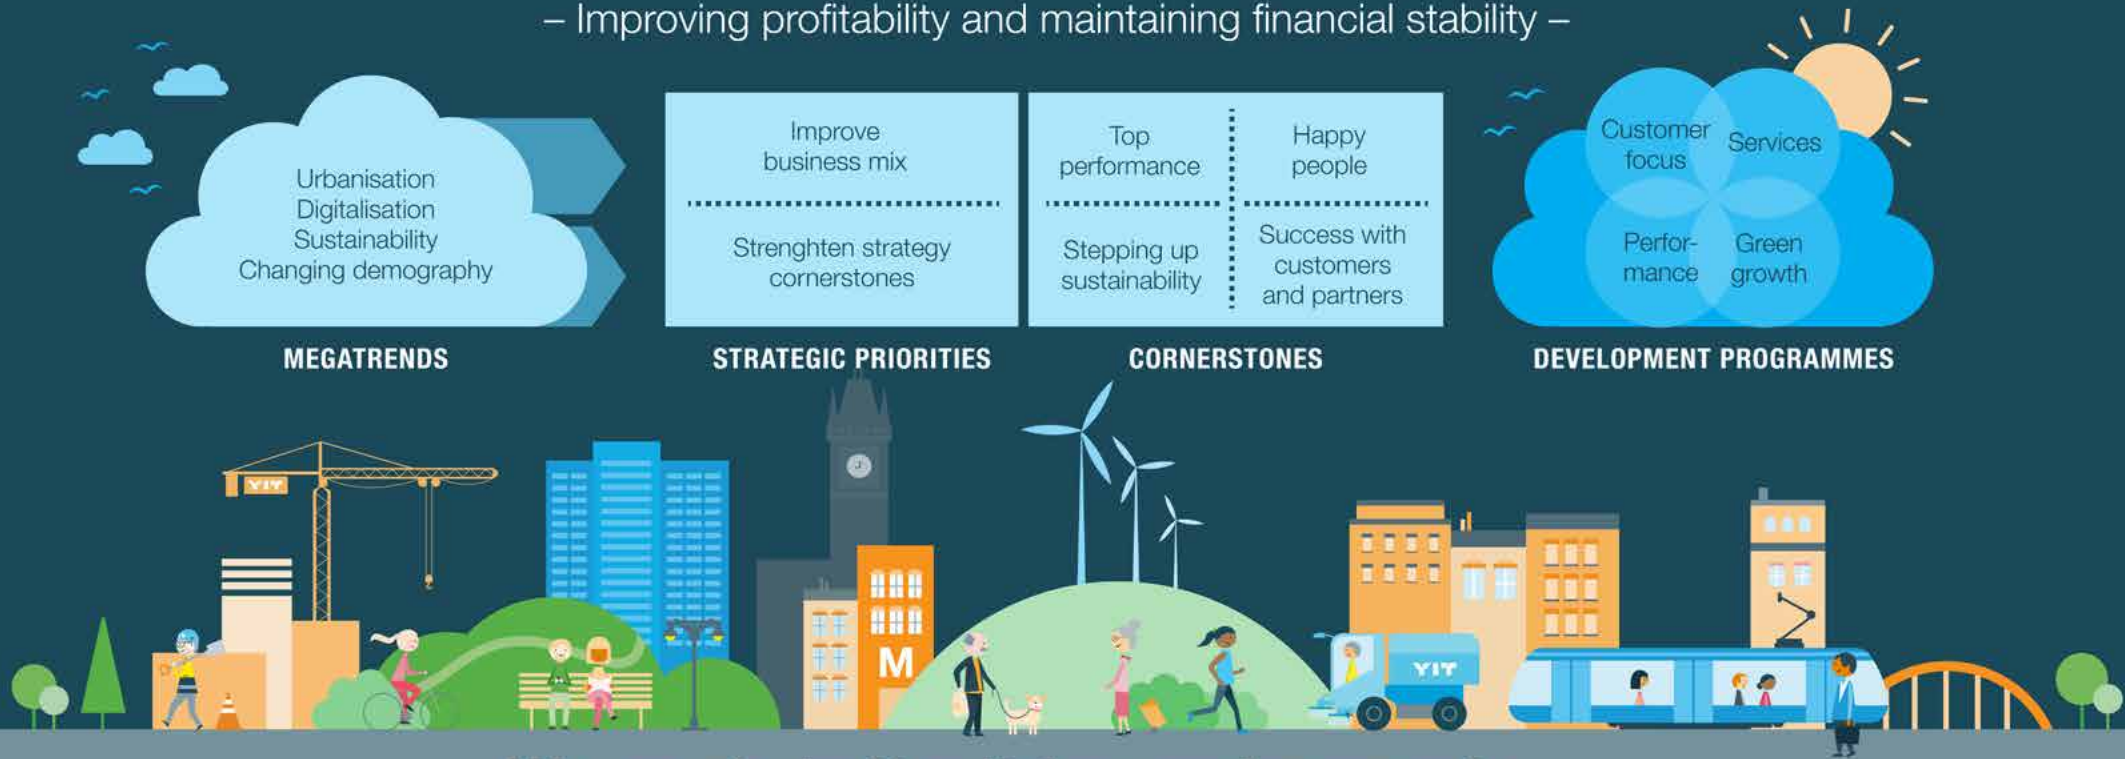 – Improving profitability and maintaining financial stability –
Urbanisation
Digitalisation
Sustainability
Changing demography
MEGATRENDS
Improve
business mix
Strenghten strategy
cornerstones
STRATEGIC PRIORITIES
Top
performance
Happy
people
Stepping up
sustainability
Success with
customers
and partners
CORNERSTONES
Customer
focus
Services
Perfor-
mance
Green
growth
DEVELOPMENT PROGRAMMES
YIT
M
YIT